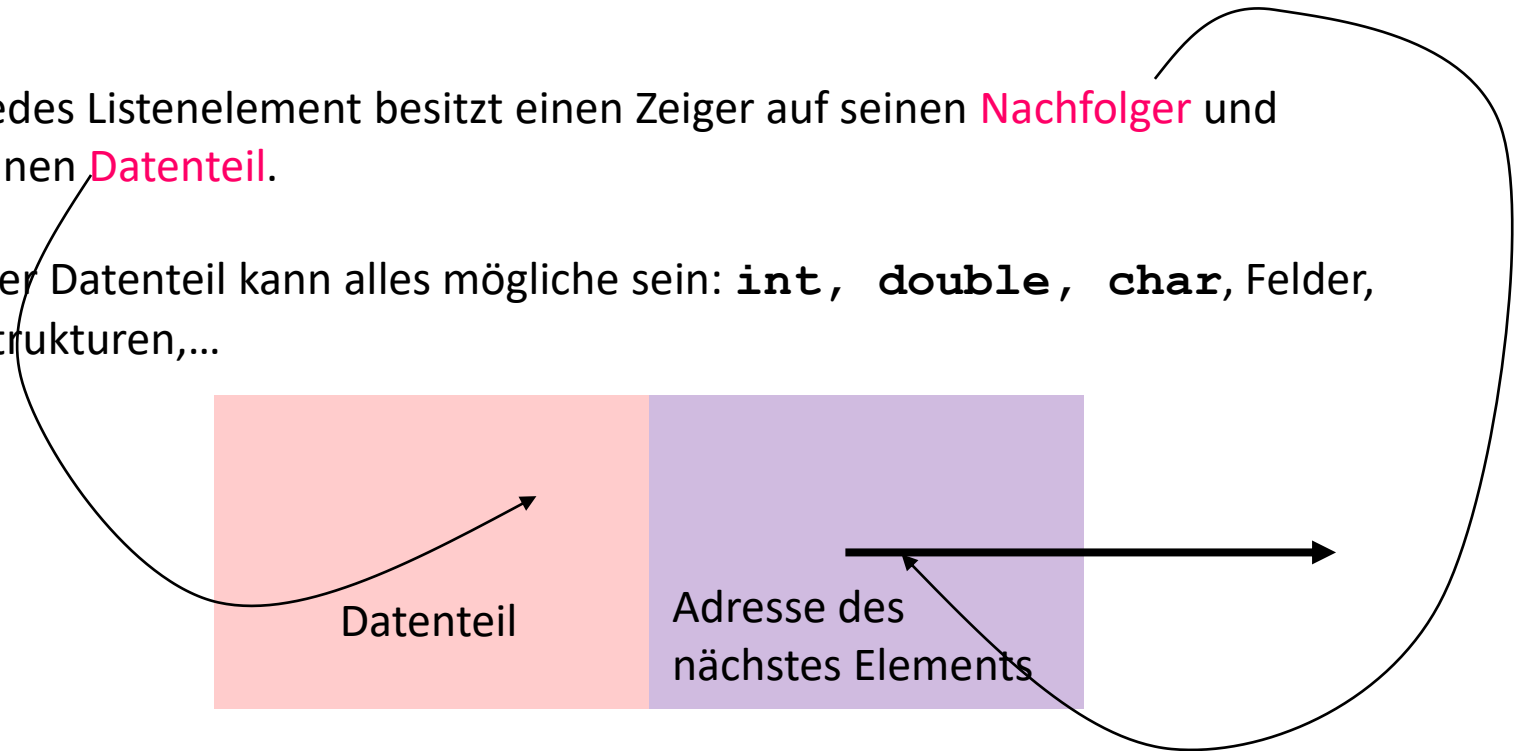 edes Listenelement besitzt einen Zeiger auf seinen Nachfolger und
nen Datenteil.
er Datenteil kann alles mögliche sein: int, double, char, Felder,
trukturen,…
Datenteil
Adresse des
nächstes Elements